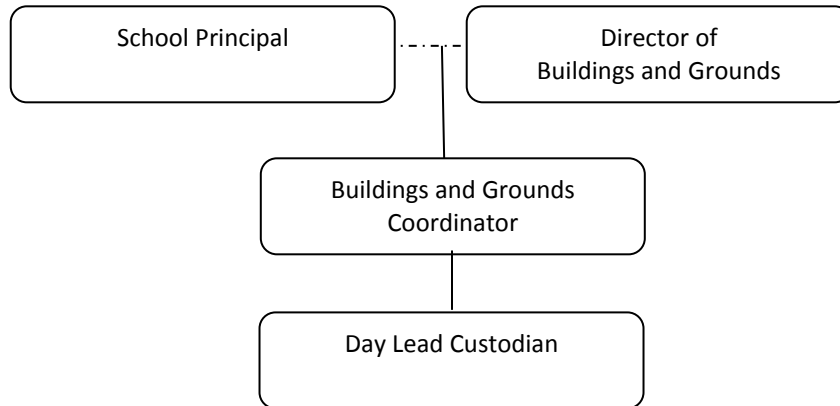 School Principal
Director of
Buildings and Grounds
Buildings and Grounds
Coordinator
Day Lead Custodian